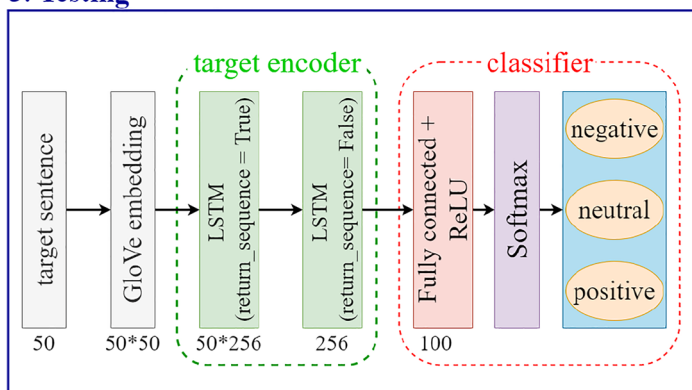 target encoder
classifier
target sentence
GloVe embedding
LSTM
(return_sequence = True)
LSTM
(return_sequence= False)
Fully connected +
ReLU
Softmax
negative
neutral
positive
50
50*50
50*256
256
100